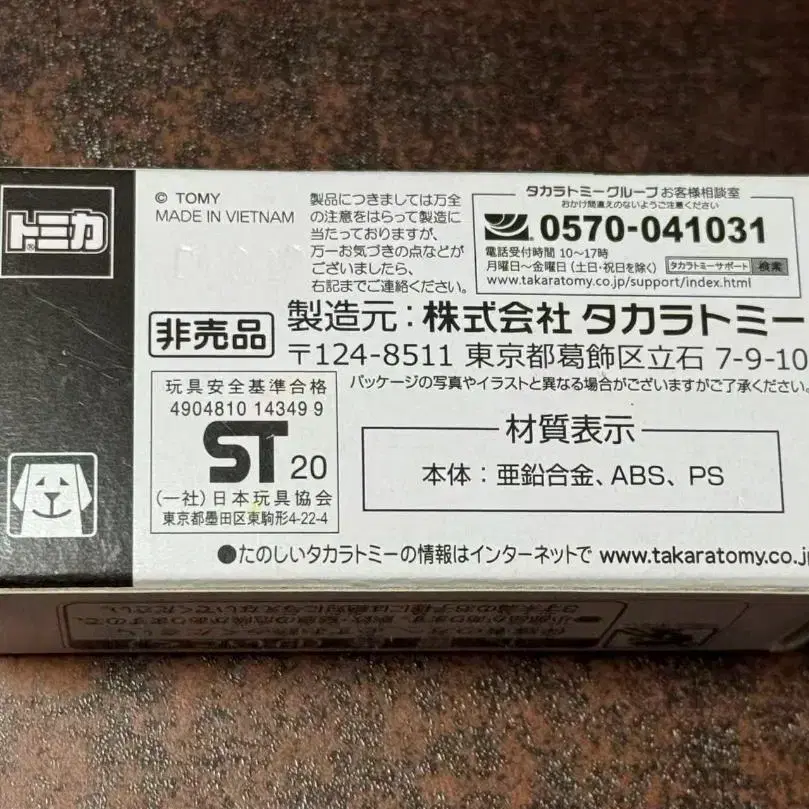 トミカ
®
© TOMY
MADE IN VIETNAM
製品につきましては万全
の注意をはらって製造に
当たっておりますが、
万一お気づきの点などが
ございましたら、
右記までご連絡ください。
タカラトミーグループ お客様相談室
おかけ間違えのないようご注意ください
0570-041031
電話受付時間 10～17時
月曜日～金曜日 (土日・祝日を除く) タカラトミーサポート 検索
www.takaratomy.co.jp/support/index.html
非売品
製造元：株式会社 タカラトミー
〒124-8511 東京都葛飾区立石 7-9-10
パッケージの写真やイラストと異なる場合がございますがご了承ください。
玩具安全基準合格
4904810 14349 9
ST 20
(一社)日本玩具協会
東京都墨田区東駒形4-22-4
材質表示
本体：亜鉛合金、ABS、PS
●たのしいタカラトミーの情報はインターネットで www.takaratomy.co.jp